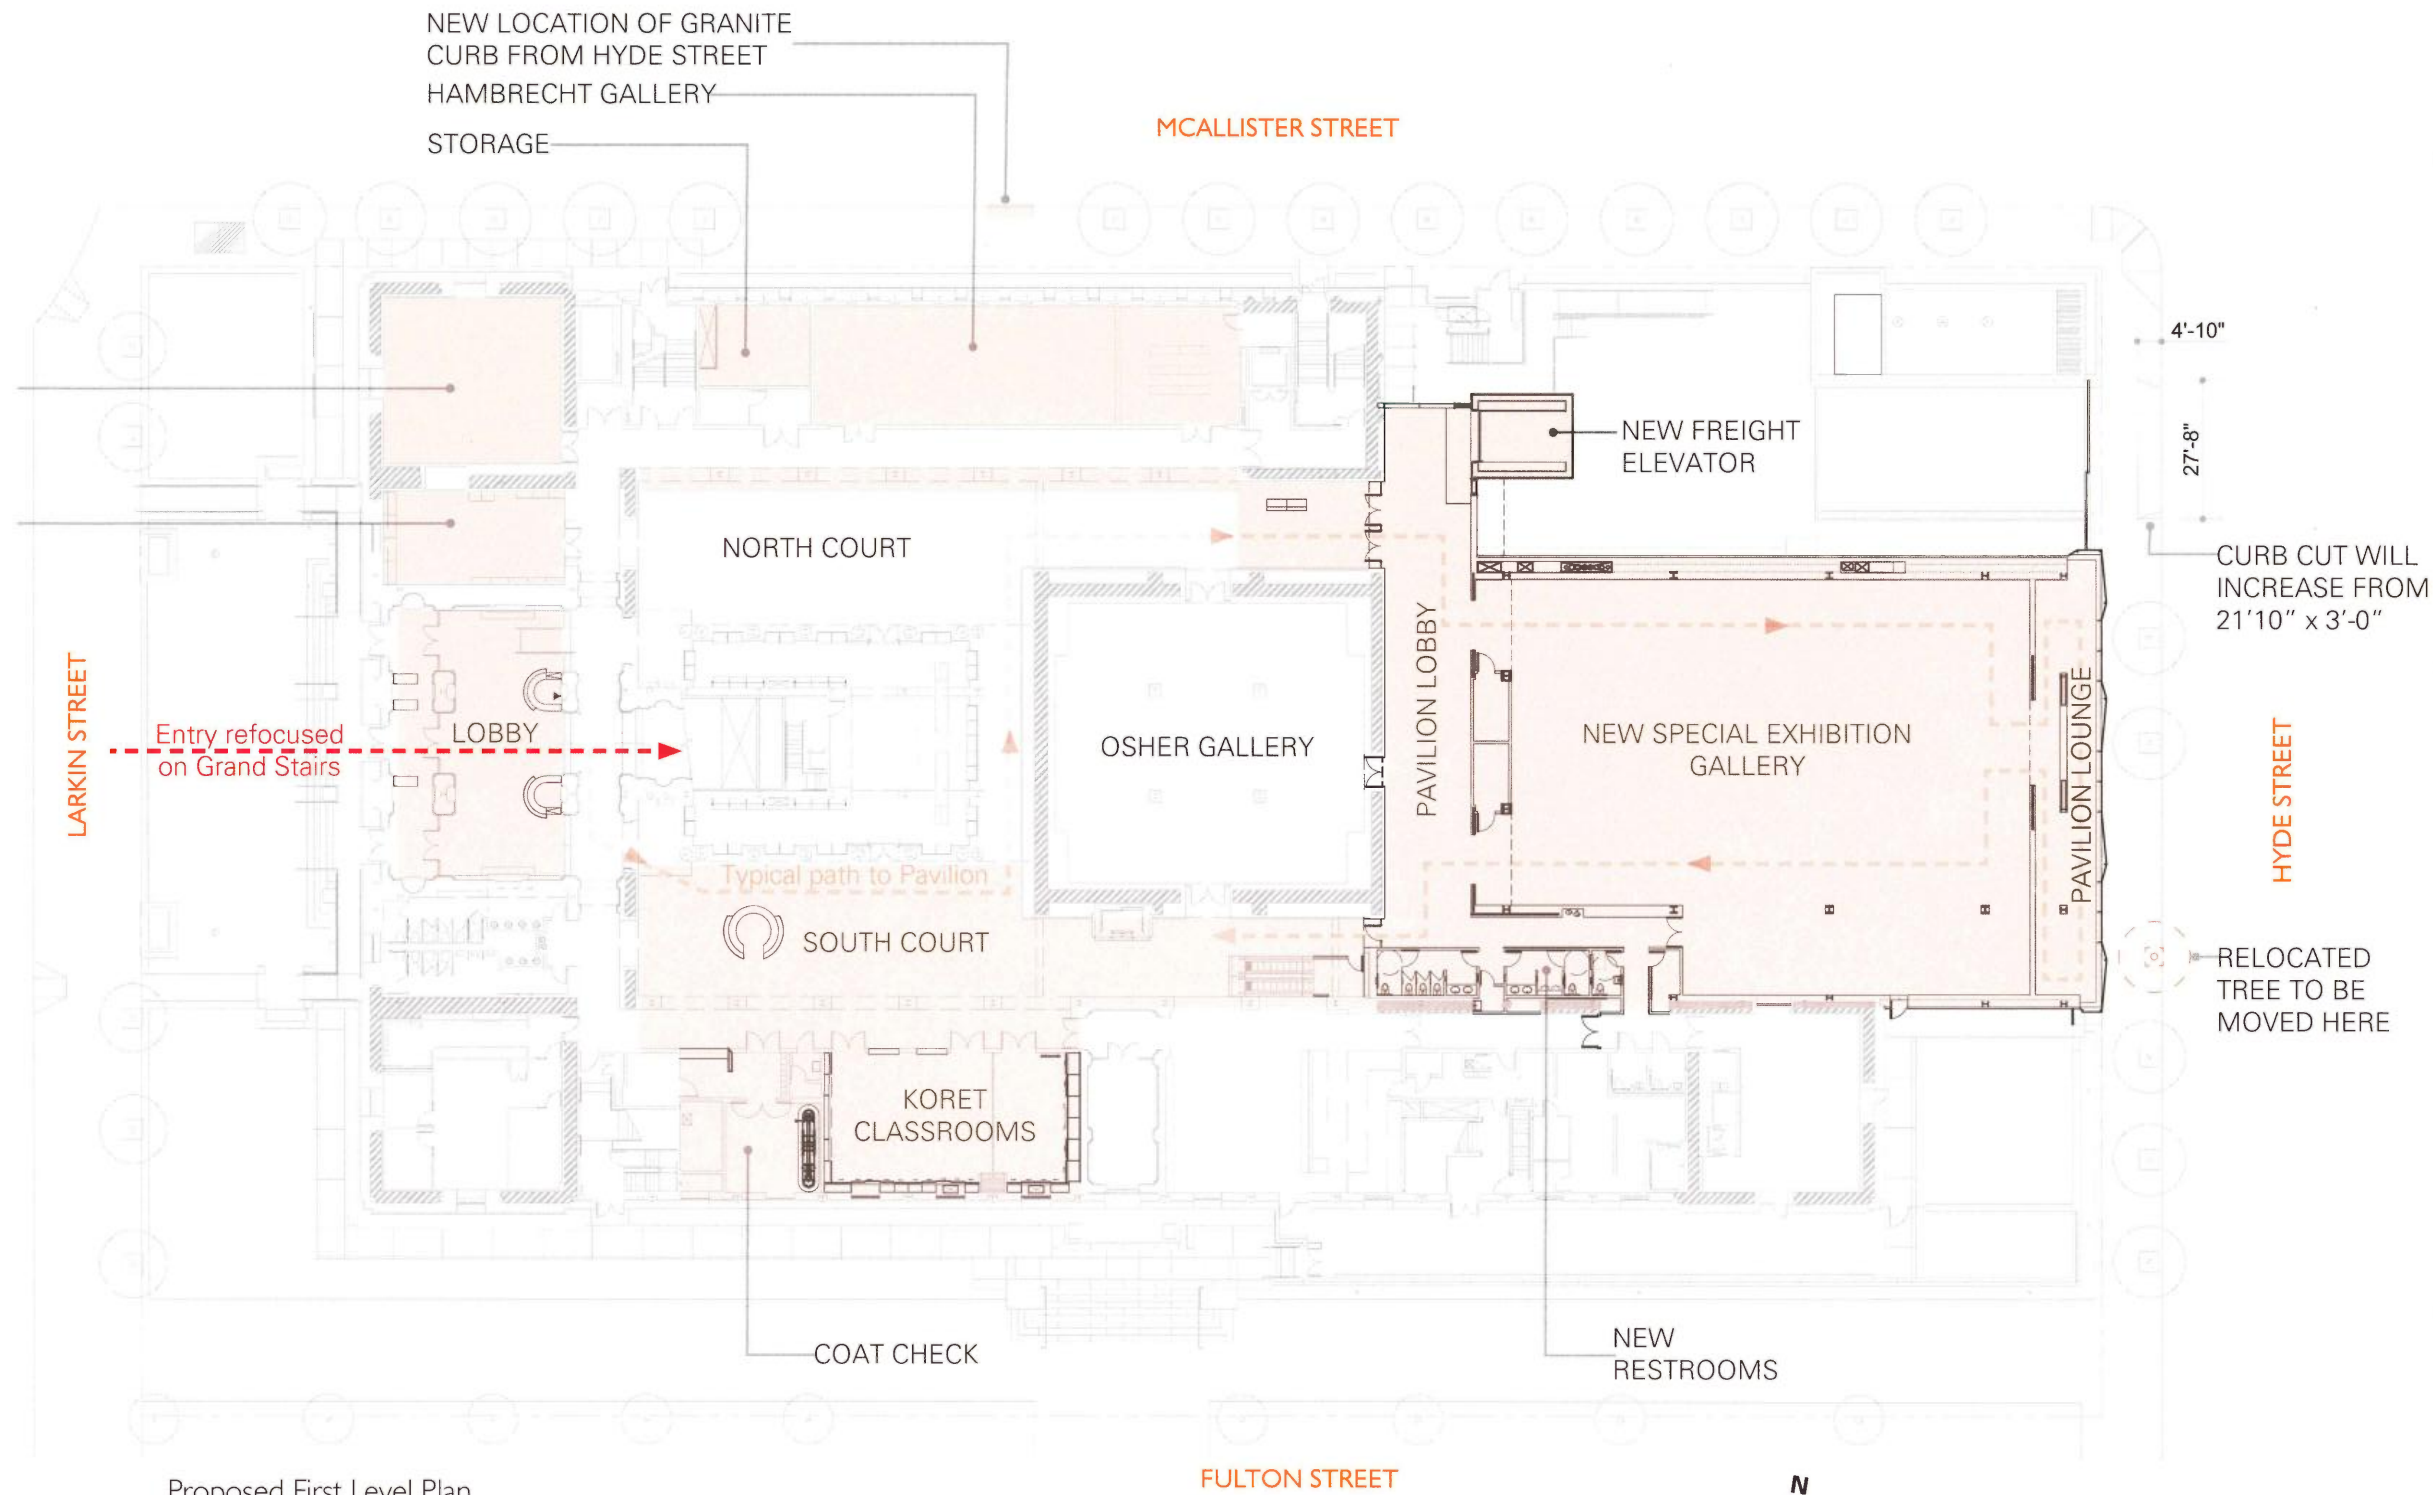 NEW LOCATION OF GRANITE
CURB FROM HYDE STREET
HAMBRECHT GALLERY
STORAGE
MCALLISTER STREET
4'-10"
27'-8"
NEW FREIGHT
ELEVATOR
CURB CUT WILL
INCREASE FROM
21'10" x 3'-0"
NORTH COURT
LARKIN STREET
Entry refocused
on Grand Stairs
LOBBY
OSHER GALLERY
PAVILION LOBBY
NEW SPECIAL EXHIBITION
GALLERY
PAVILION LOUNGE
HYDE STREET
Typical path to Pavilion
SOUTH COURT
RELOCATED
TREE TO BE
MOVED HERE
KORET
CLASSROOMS
COAT CHECK
NEW
RESTROOMS
FULTON STREET
N
Proposed First Level Plan